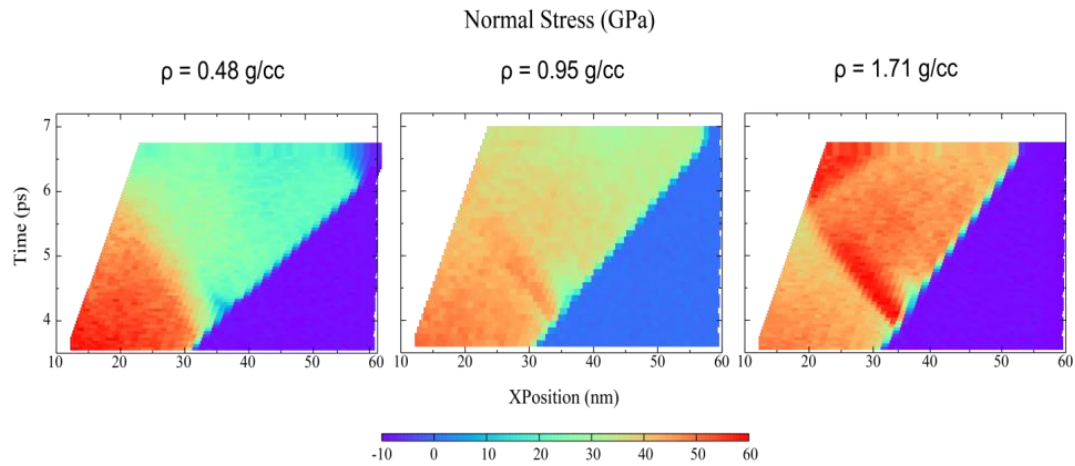 Normal Stress (GPa)
ρ = 0.48 g/cc
ρ = 0.95 g/cc
ρ = 1.71 g/cc
7
6
5
4
Time (ps)
10 20 30 40 50 60
10 20 30 40 50 60
10 20 30 40 50 60
XPosition (nm)
-10 0 10 20 30 40 50 60